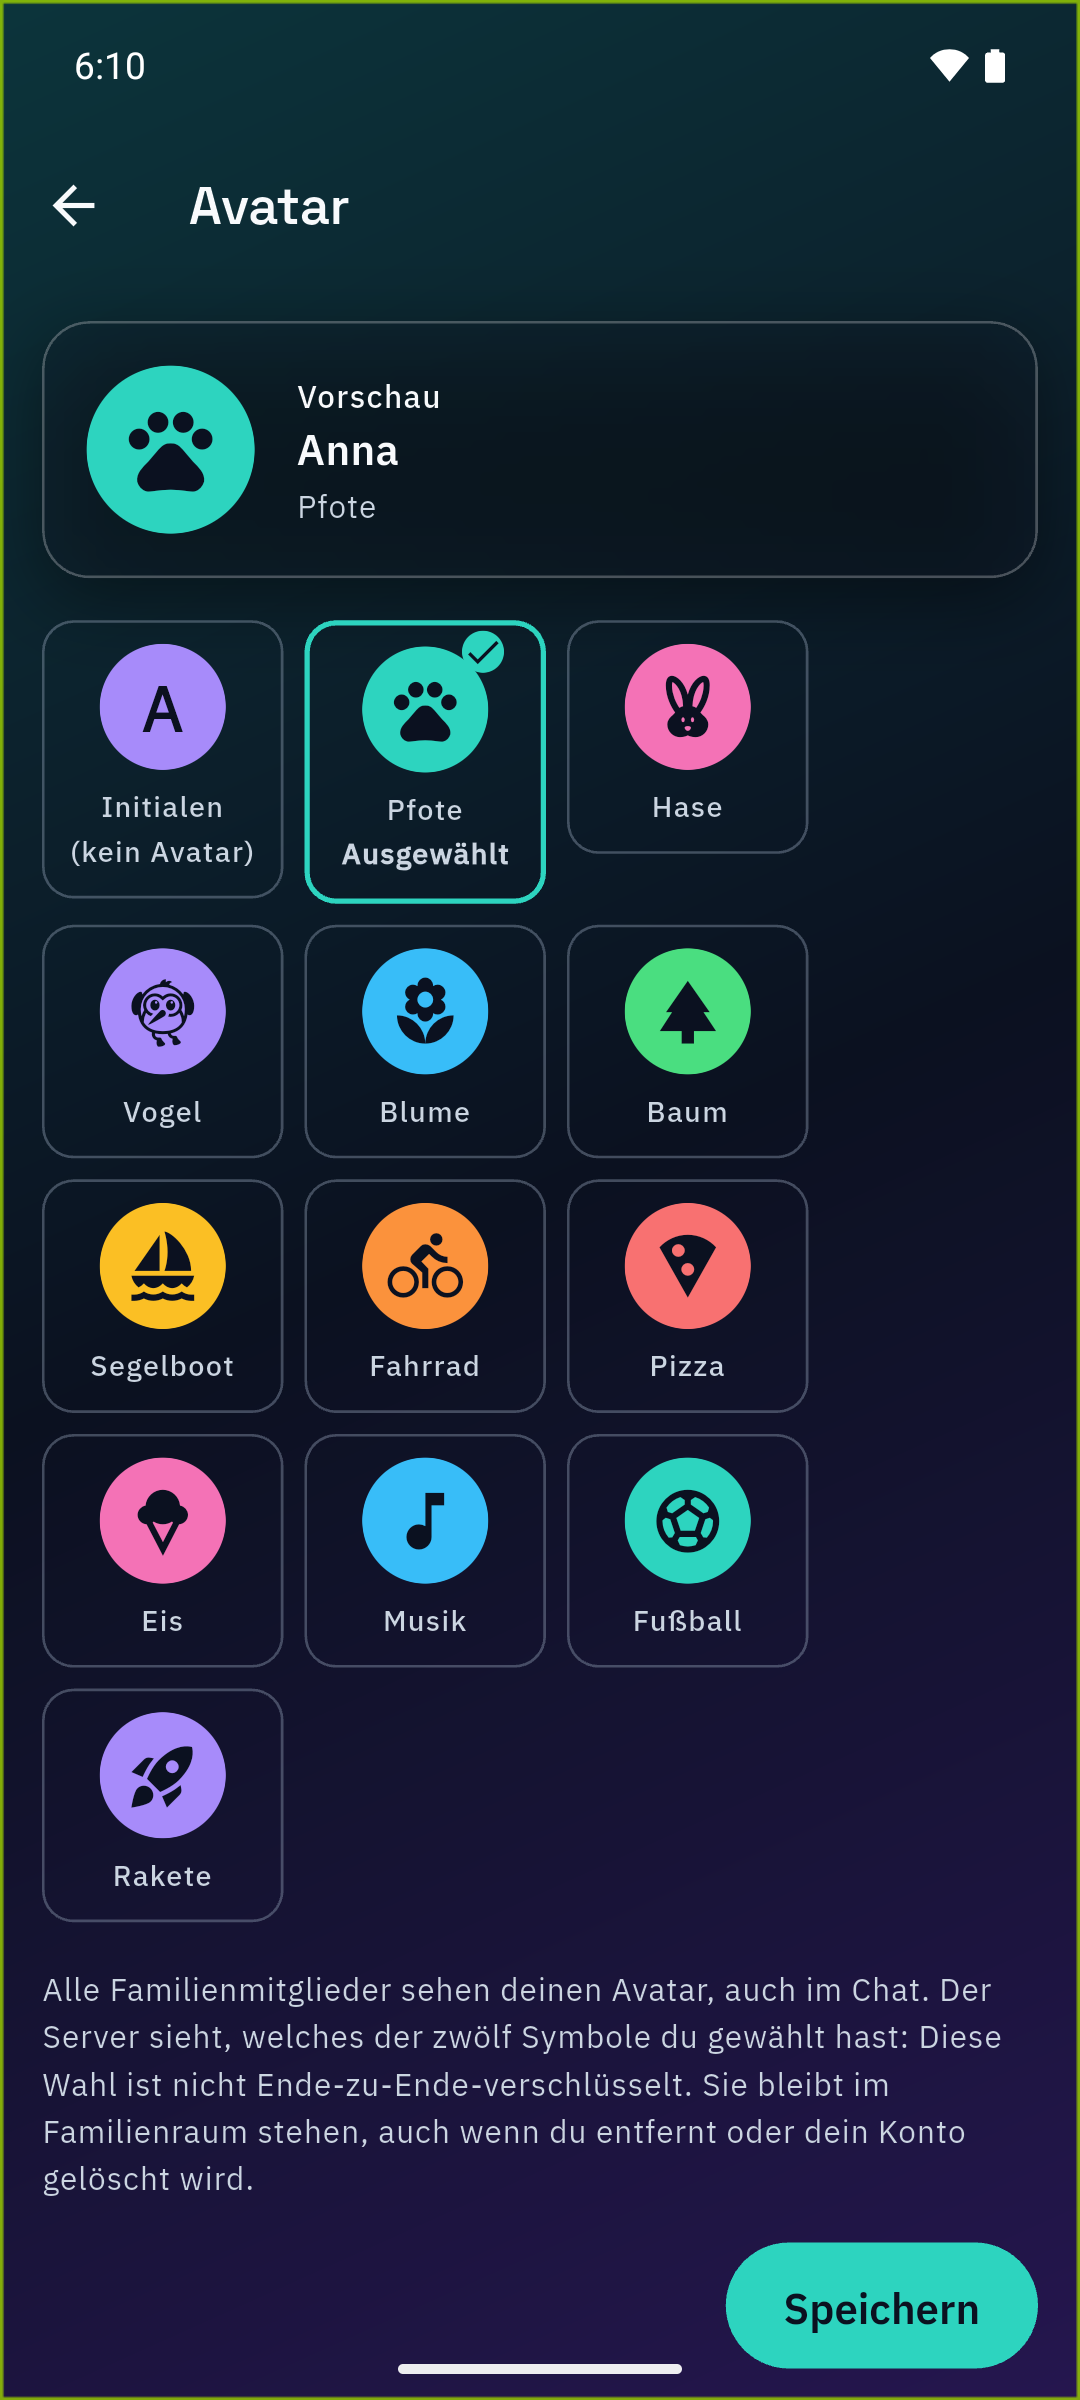 6:10
Avatar
Vorschau
Anna
Pfote
A
Initialen
(kein Avatar)
Pfote
Ausgewählt
Hase
Vogel
Blume
Baum
Segelboot
Fahrrad
Pizza
Eis
Musik
Fußball
Rakete
Alle Familienmitglieder sehen deinen Avatar, auch im Chat. Der
Server sieht, welches der zwölf Symbole du gewählt hast: Diese
Wahl ist nicht Ende-zu-Ende-verschlüsselt. Sie bleibt im
Familienraum stehen, auch wenn du entfernt oder dein Konto
gelöscht wird.
Speichern